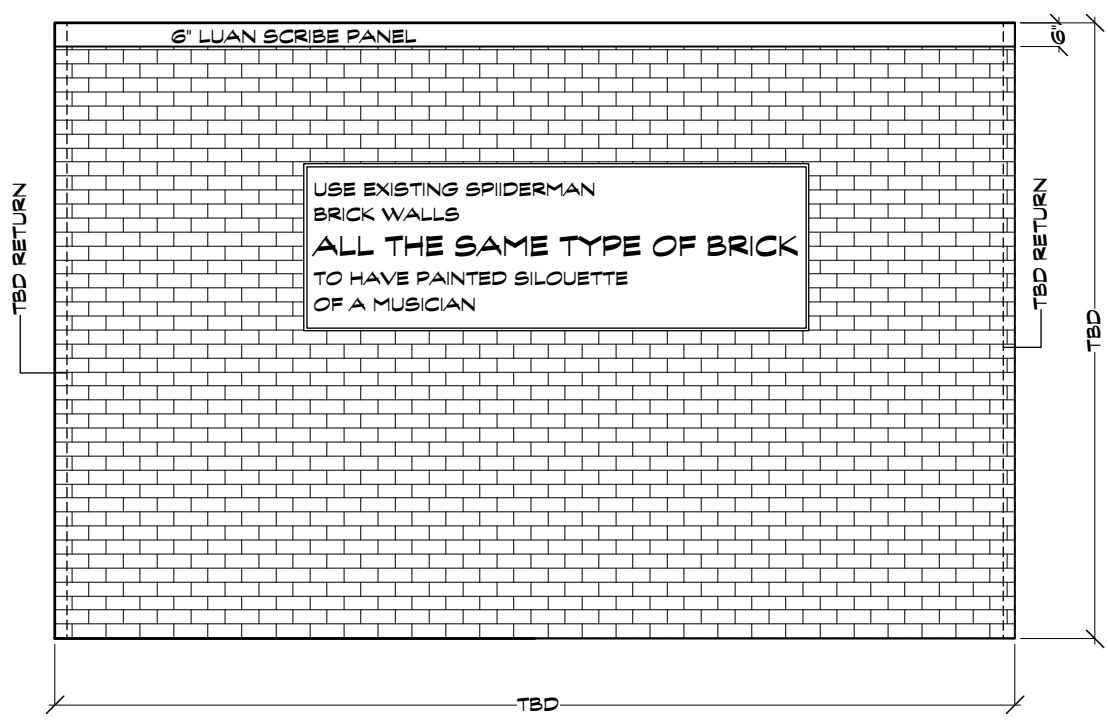 6" LUAN SCRIBE PANEL
6"
USE EXISTING SPIIDERMAN
BRICK WALLS
ALL THE SAME TYPE OF BRICK
TO HAVE PAINTED SILOUETTE
OF A MUSICIAN
TBD RETURN
TBD RETURN
TBD
TBD